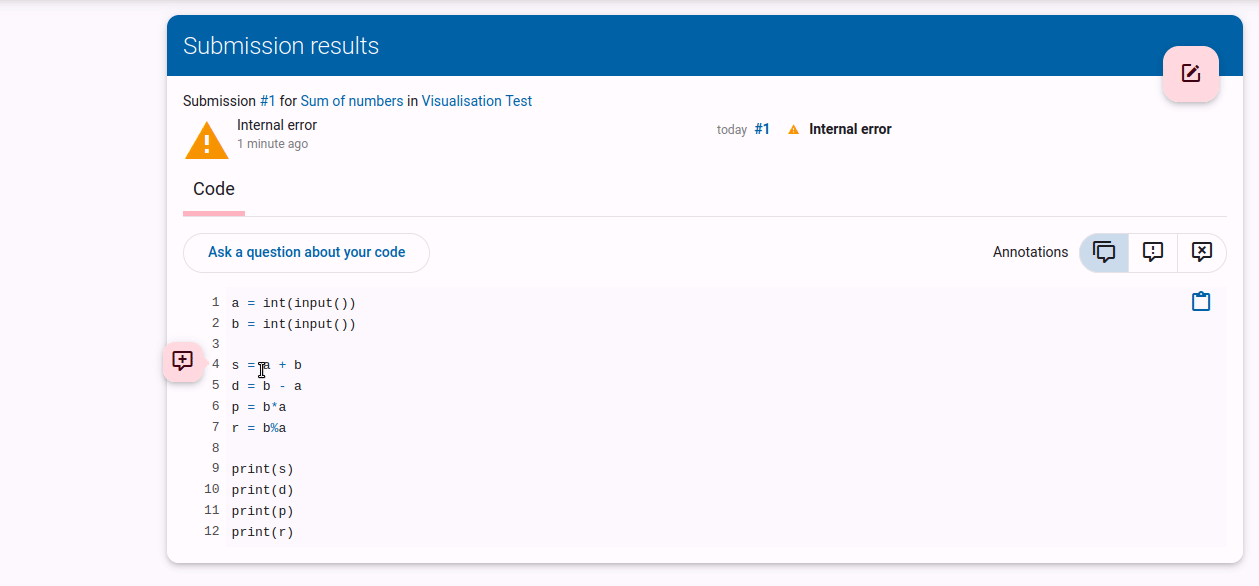 Submission results
Submission #1 for Sum of numbers in Visualisation Test
Internal error
1 minute ago
today #1 Internal error
Code
Ask a question about your code
Annotations
1 a = int(input())
2 b = int(input())
3
4 s = a + b
5 d = b - a
6 p = b*a
7 r = b%a
8
9 print(s)
10 print(d)
11 print(p)
12 print(r)